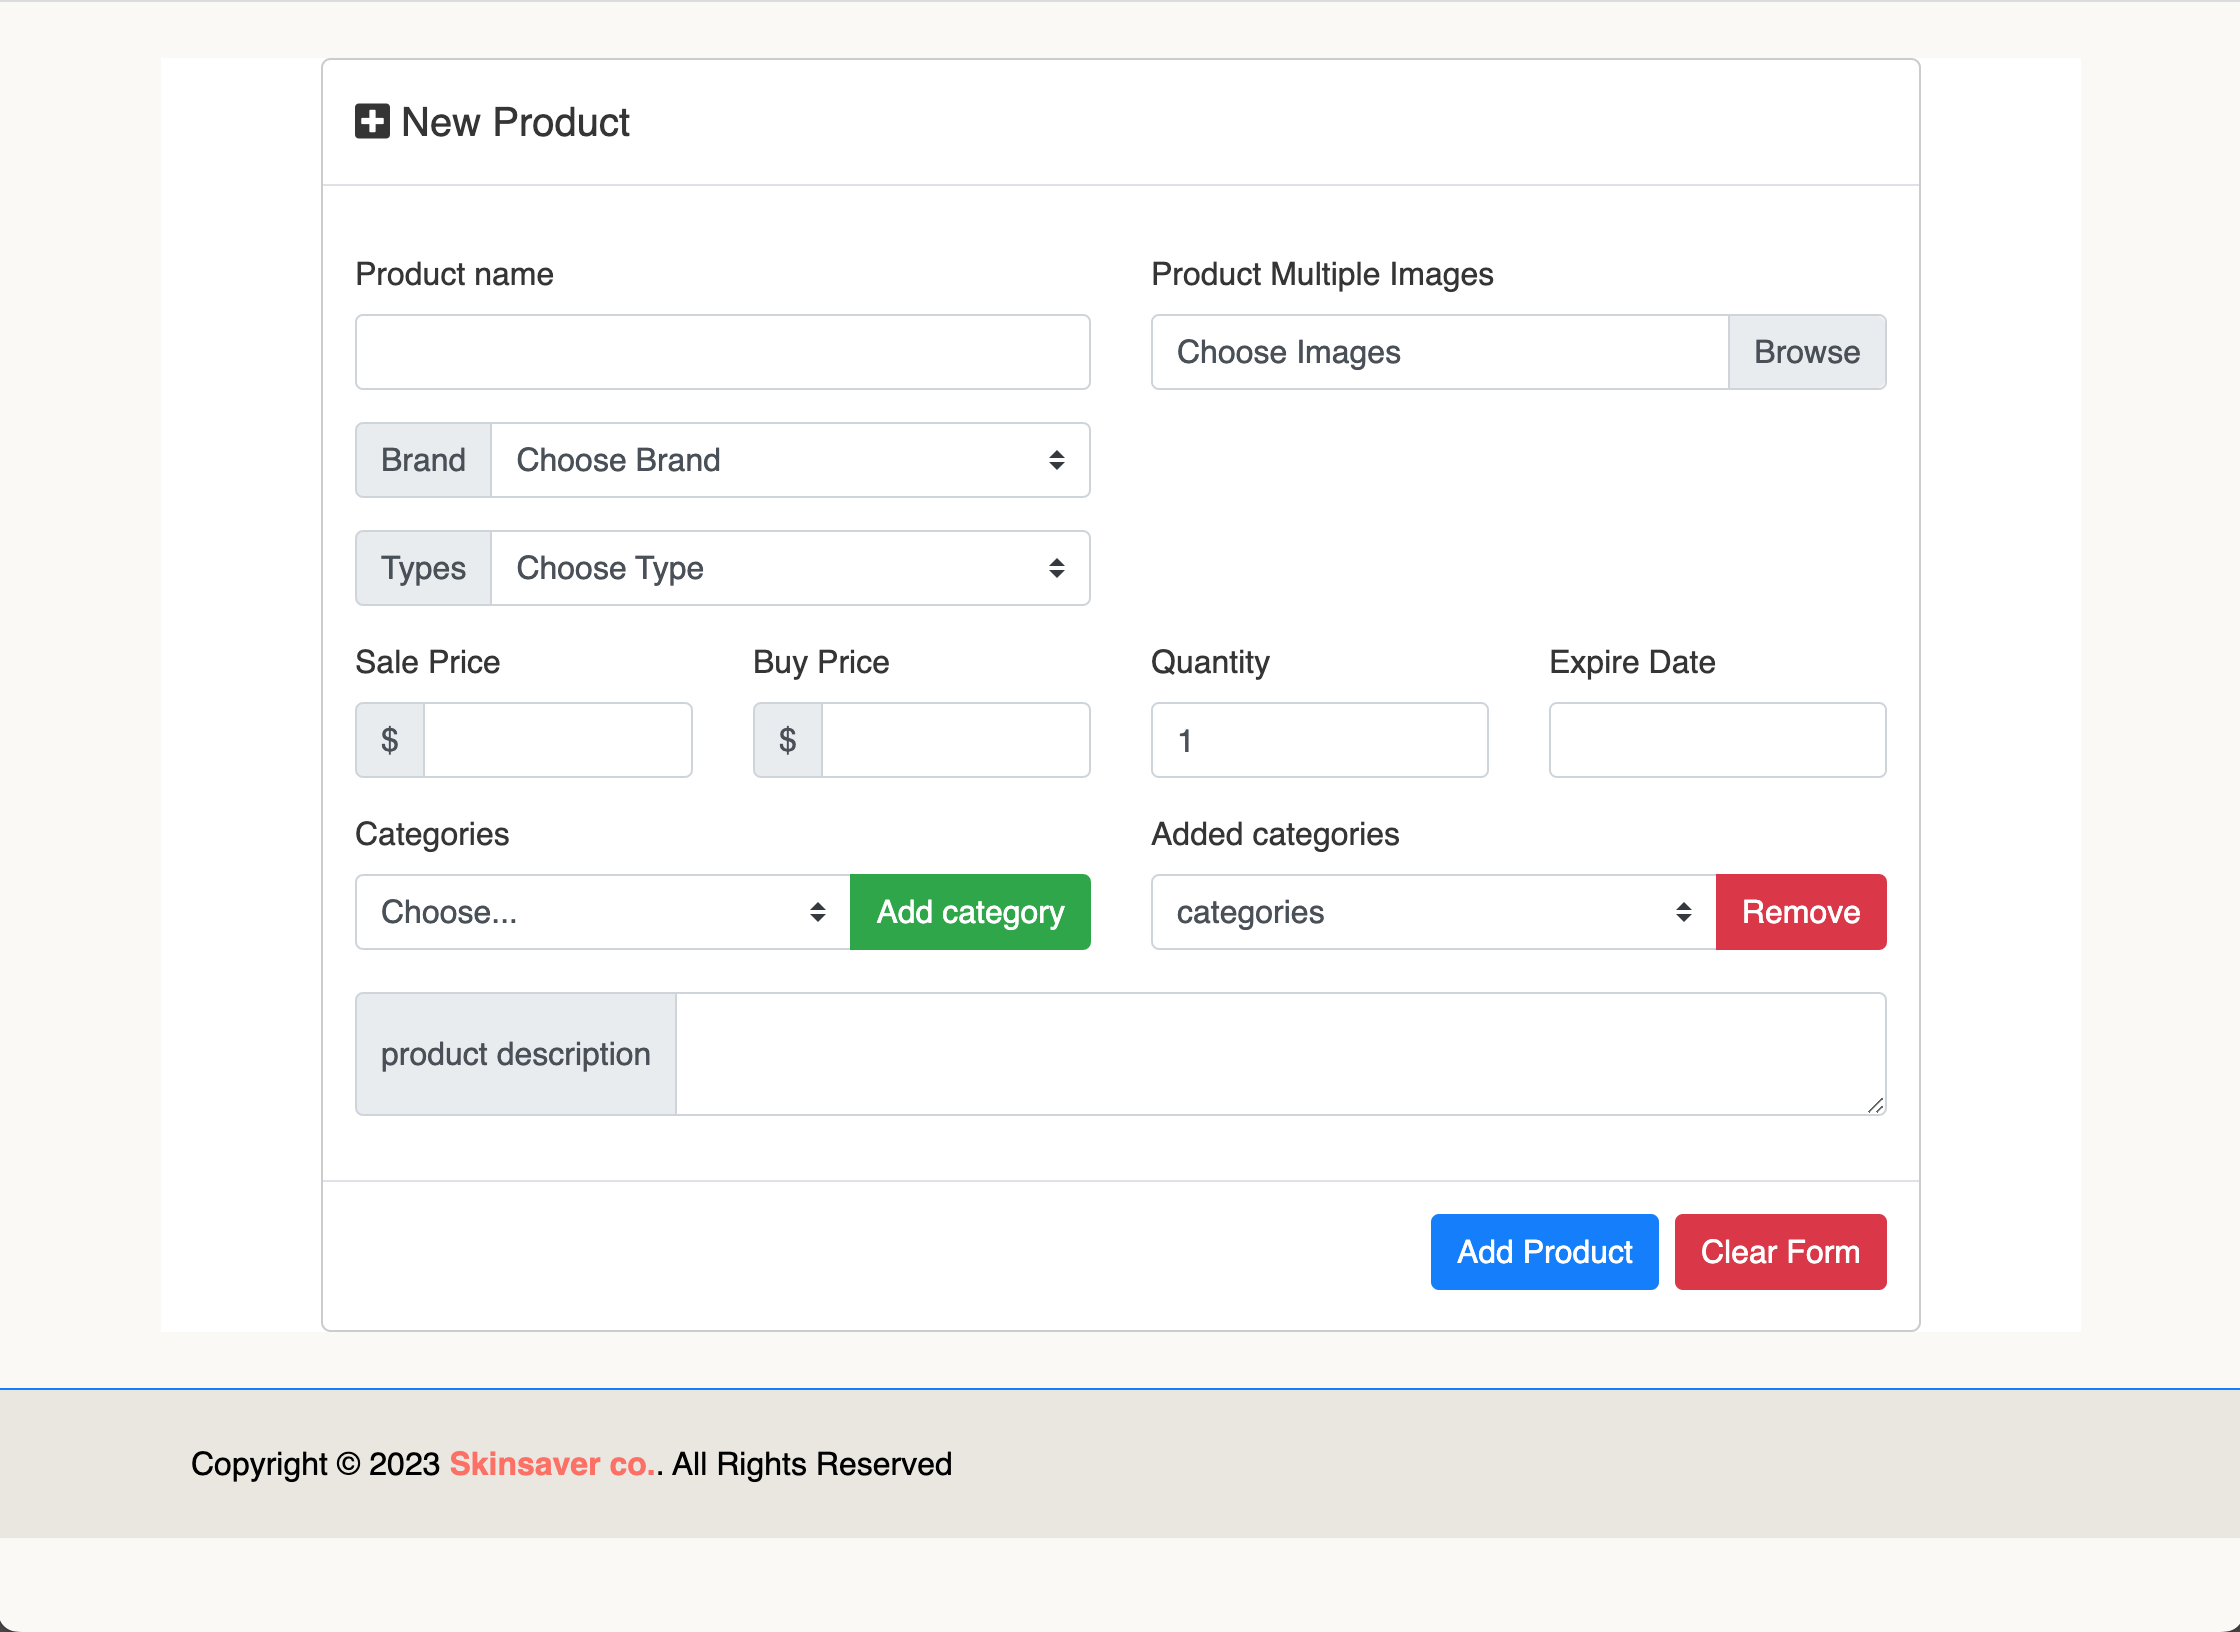 New Product
Product name
Product Multiple Images
Choose Images
Browse
Brand
Choose Brand
Types
Choose Type
Sale Price
Buy Price
Quantity
Expire Date
$
$
1
Categories
Added categories
Choose...
Add category
categories
Remove
product description
Add Product
Clear Form
Copyright © 2023 Skinsaver co.. All Rights Reserved